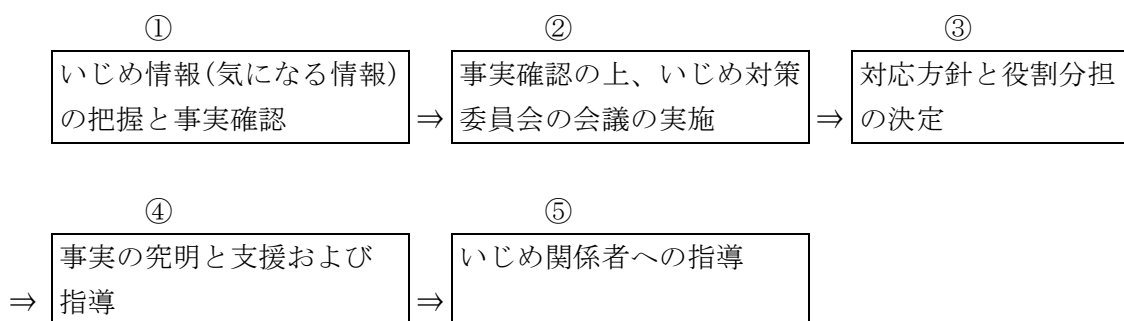 ① ② ③
いじめ情報(気になる情報) 事実確認の上、いじめ対策 対応方針と役割分担
の把握と事実確認 ⇒ 委員会の会議の実施 ⇒ の決定
④ ⑤
事実の究明と支援および いじめ関係者への指導
⇒ 指導 ⇒